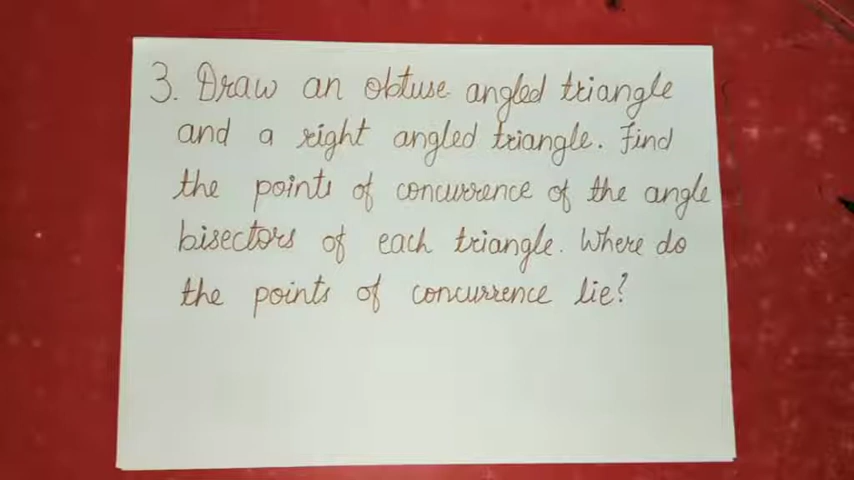 3. Draw an obtuse angled triangle
and a right angled triangle. Find
the points of concurrence of the angle
bisectors of each triangle. Where do
the points of concurrence lie?